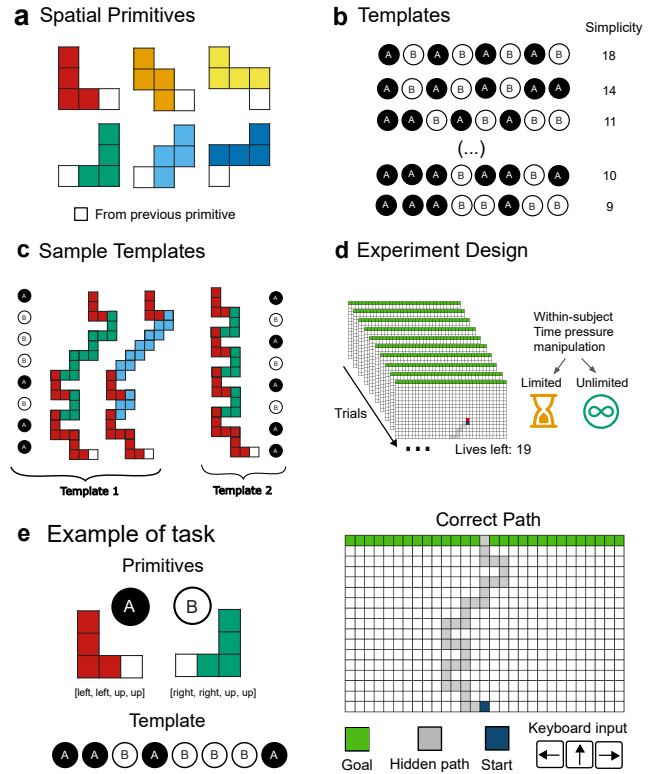 a Spatial Primitives
From previous primitive
b Templates
Simplicity
A B A B A B A B 18
A B A B A B A A 14
A A B A B A B B 11
(...)
A A A B A A B A 10
A A A B B A B B 9
c Sample Templates
A
B
B
B
A
B
A
A
Template 1
A
B
A
B
A
B
A
A
Template 2
d Experiment Design
Within-subject
Time pressure
manipulation
Limited Unlimited
Trials
...
Lives left: 19
e Example of task
Primitives
A B
[left, left, up, up] [right, right, up, up]
Template
A A B A B B B A
Correct Path
Goal Hidden path Start
Keyboard input
← ↑ →